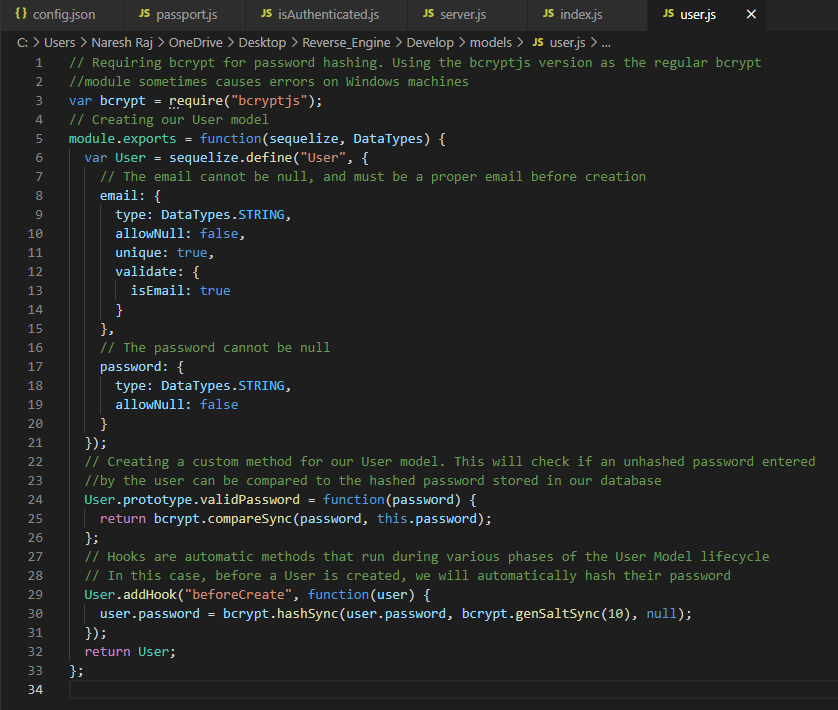 {} config.json JS passport.js JS isAuthenticated.js JS server.js JS index.js JS user.js ×
C: > Users > Naresh Raj > OneDrive > Desktop > Reverse_Engine > Develop > models > JS user.js > ...
1 // Requiring bcrypt for password hashing. Using the bcryptjs version as the regular bcrypt
2 //module sometimes causes errors on Windows machines
3 var bcrypt = require("bcryptjs");
4 // Creating our User model
5 module.exports = function(sequelize, DataTypes) {
6   var User = sequelize.define("User", {
7     // The email cannot be null, and must be a proper email before creation
8     email: {
9       type: DataTypes.STRING,
10       allowNull: false,
11       unique: true,
12       validate: {
13         isEmail: true
14       }
15     },
16     // The password cannot be null
17     password: {
18       type: DataTypes.STRING,
19       allowNull: false
20     }
21   });
22   // Creating a custom method for our User model. This will check if an unhashed password entered
23   //by the user can be compared to the hashed password stored in our database
24   User.prototype.validPassword = function(password) {
25     return bcrypt.compareSync(password, this.password);
26   };
27   // Hooks are automatic methods that run during various phases of the User Model lifecycle
28   // In this case, before a User is created, we will automatically hash their password
29   User.addHook("beforeCreate", function(user) {
30     user.password = bcrypt.hashSync(user.password, bcrypt.genSaltSync(10), null);
31   });
32   return User;
33 };
34